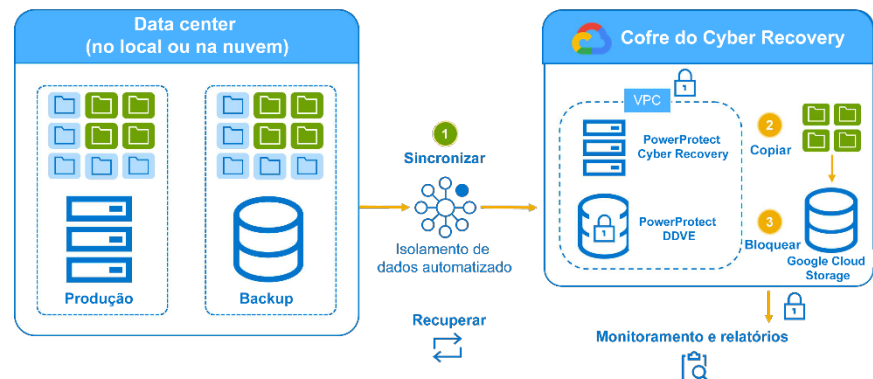 Data center
(no local ou na nuvem)
Produção
Backup
1
Sincronizar
Isolamento de
dados automatizado
Recuperar
Cofre do Cyber Recovery
VPC
PowerProtect
Cyber Recovery
PowerProtect
DDVE
2
Copiar
3
Bloquear
Google Cloud
Storage
Monitoramento e relatórios